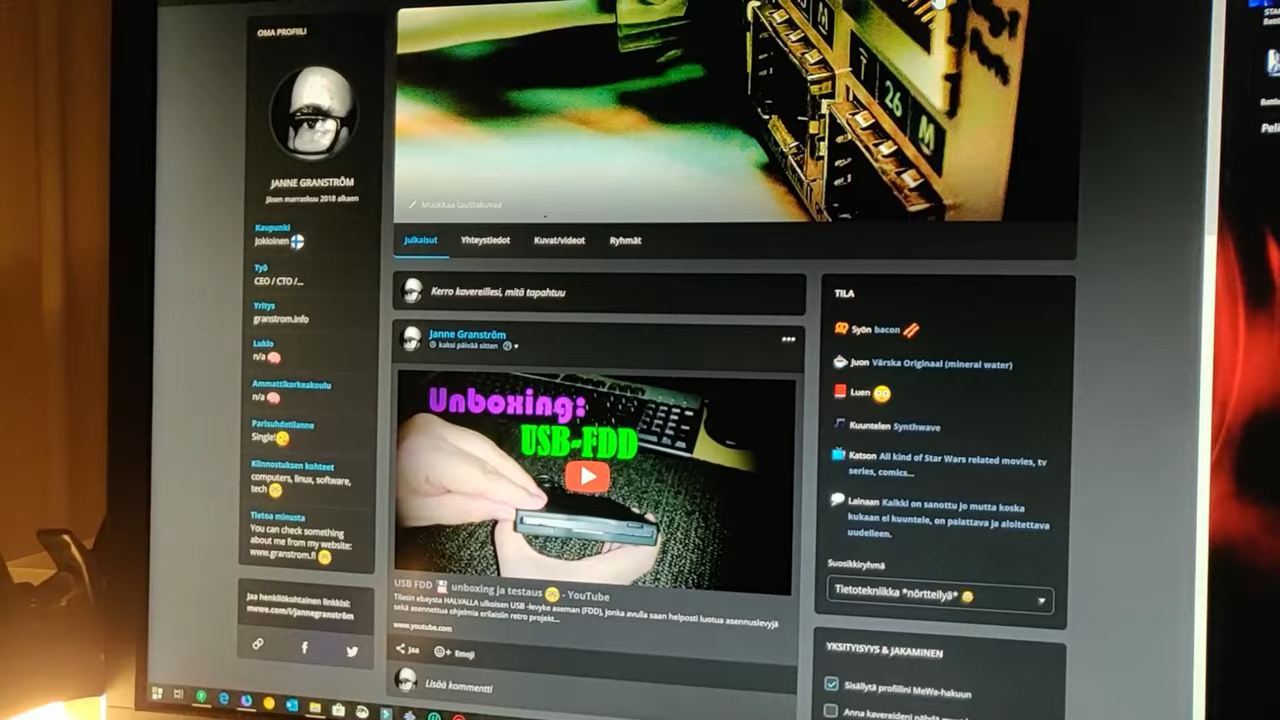 OMA PROFIILI
JANNE GRANSTRÖM
Jäsen marraskuu 2018 alkaen
Kaupunki
Jokioinen
Työ
CEO / CTO /...
Yritys
granstrom.info
Lukio
n/a
Ammattikorkeakoulu
n/a
Parisuhdetilanne
Single!
Kiinnostuksen kohteet
computers, linux, software,
tech
Tietoa minusta
You can check something
about me from my website:
www.granstrom.fi
Jaa henkilökohtainen linkkisi:
mewe.com/i/jannegranström
26
M
T
M
Muokkaa taustakuvaa
Julkaisut
Yhteystiedot
Kuvat/videot
Ryhmät
Kerro kavereillesi, mitä tapahtuu
Janne Granström
kaksi päivää sitten
Unboxing:
USB-FDD
USB FDD unboxing ja testaus - YouTube
Tilasin ebaysta HALVALLA ulkoisen USB -levyke aseman (FDD), jonka avulla saan helposti luotua asennuslevyjä
sekä asennettua ohjelmia erilaisiin retro projekt...
www.youtube.com
Jaa
Emoji
Lisää kommentti
TILA
Syön bacon
Juon Värska Originaal (mineral water)
Luen
Kuuntelen Synthwave
Katson All kind of Star Wars related movies, tv
series, comics...
Lainaan Kaikki on sanottu jo mutta koska
kukaan ei kuuntele, on palattava ja aloitettava
uudelleen.
Suosikkiryhmä
Tietotekniikka *nörtteilyä*
YKSITYISYYS & JAKAMINEN
Sisällytä profiilini MeWe-hakuun
Anna kavereideni nähdä